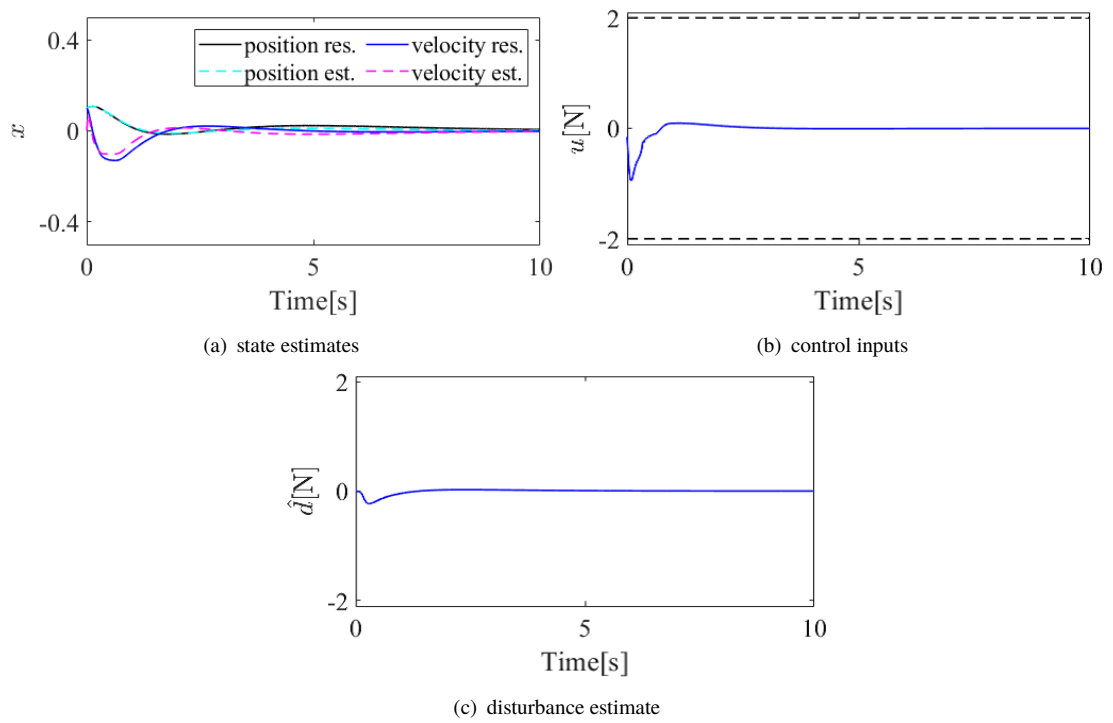 0.4
0
-0.4
x
position res.
velocity res.
position est.
velocity est.
0
5
10
Time[s]
(a) state estimates
2
0
-2
u[N]
0
5
10
Time[s]
(b) control inputs
2
0
-2
d̂[N]
0
5
10
Time[s]
(c) disturbance estimate